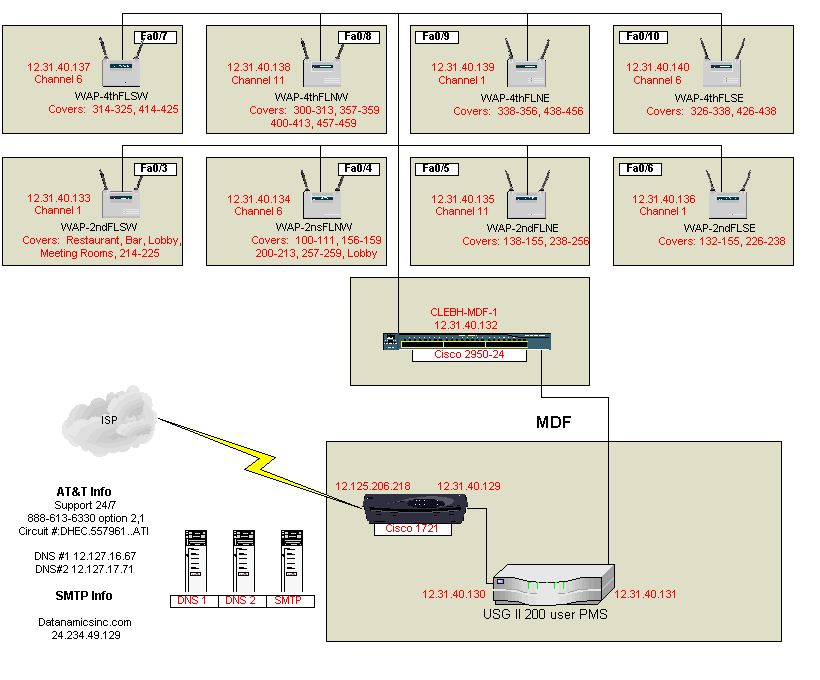 Fa0/7
12.31.40.137
Channel 6
WAP-4thFLSW
Covers: 314-325, 414-425
Fa0/8
12.31.40.138
Channel 11
WAP-4thFLNW
Covers: 300-313, 357-359
400-413, 457-459
Fa0/9
12.31.40.139
Channel 1
WAP-4thFLNE
Covers: 338-356, 438-456
Fa0/10
12.31.40.140
Channel 6
WAP-4thFLSE
Covers: 326-338, 426-438
Fa0/3
12.31.40.133
Channel 1
WAP-2ndFLSW
Covers: Restaurant, Bar, Lobby,
Meeting Rooms, 214-225
Fa0/4
12.31.40.134
Channel 6
WAP-2nsFLNW
Covers: 100-111, 156-159
200-213, 257-259, Lobby
Fa0/5
12.31.40.135
Channel 11
WAP-2ndFLNE
Covers: 138-155, 238-256
Fa0/6
12.31.40.136
Channel 1
WAP-2ndFLSE
Covers: 132-155, 226-238
CLEBH-MDF-1
12.31.40.132
Cisco 2950-24
MDF
ISP
12.125.206.218
12.31.40.129
Cisco 1721
12.31.40.130
12.31.40.131
USG II 200 user PMS
AT&T Info
Support 24/7
888-613-6330 option 2,1
Circuit #:DHEC.557961..ATI
DNS #1 12.127.16.67
DNS#2 12.127.17.71
SMTP Info
Datanamicsinc.com
24.234.49.129
DNS 1
DNS 2
SMTP